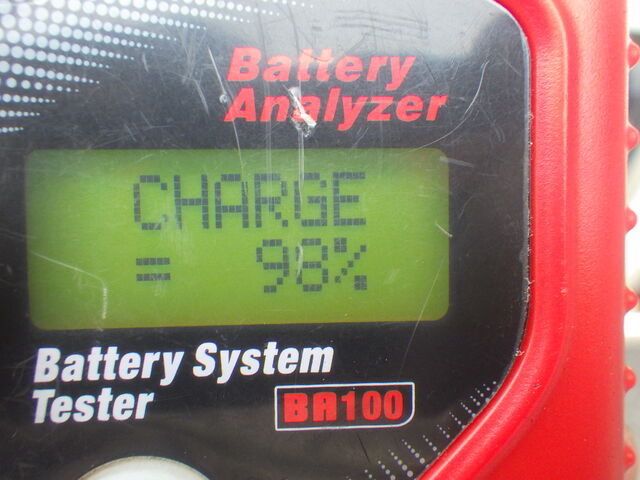 Battery
Analyzer
CHARGE
= 98%
Battery System
Tester
BA100